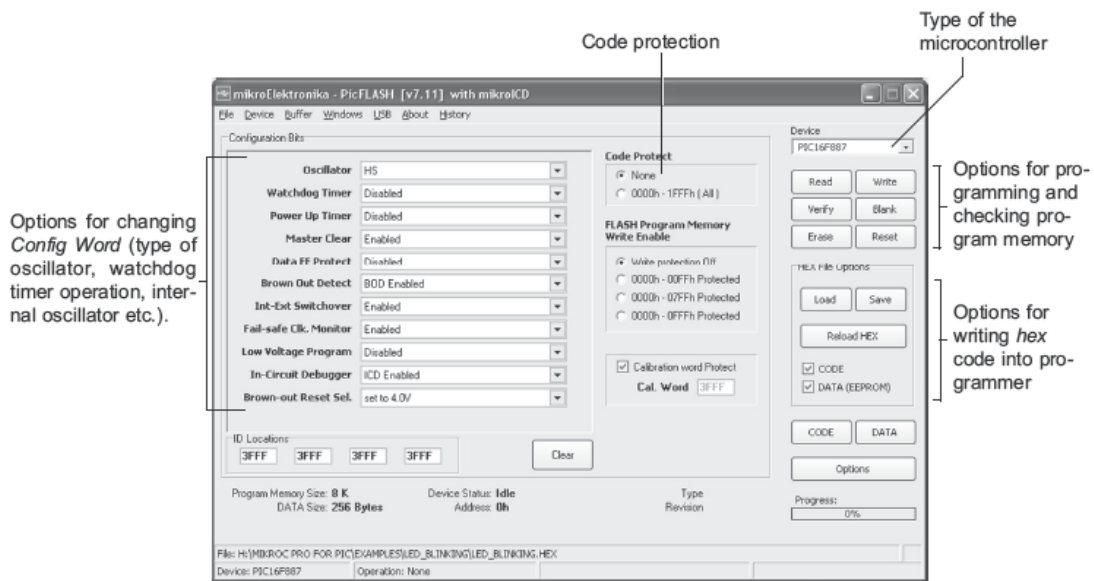 Type of the
microcontroller
Code protection
mikroElektronika - PicFLASH [v7.11] with mikroICD
File Device Buffer Windows USB About History
Configuration Bits
Oscillator HS
Watchdog Timer Disabled
Power Up Timer Disabled
Master Clear Enabled
Data EE Protect Disabled
Brown Out Detect BOD Enabled
Int-Ext Switchover Enabled
Fail-safe Clk. Monitor Enabled
Low Voltage Program Disabled
In-Circuit Debugger ICD Enabled
Brown-out Reset Sel. set to 4.0V
ID Locations
3FFF 3FFF 3FFF 3FFF
Clear
Code Protect
None
0000h - 1FFFh ( All )
FLASH Program Memory
Write Enable
Write protection Off
0000h - 00FFh Protected
0000h - 07FFh Protected
0000h - 0FFFh Protected
Calibration word Protect
Cal. Word 3FFF
Device
PIC16F887
Read Write
Verify Blank
Erase Reset
HEX File Options
Load Save
Reload HEX
CODE
DATA (EEPROM)
CODE DATA
Options
Progress:
0%
Program Memory Size: 8 K
DATA Size: 256 Bytes
Device Status: Idle
Address: 0h
Type
Revision
File: H:\MIKROC PRO FOR PIC\EXAMPLES\LED_BLINKING\LED_BLINKING.HEX
Device: PIC16F887 Operation: None
Options for changing
Config Word (type of
oscillator, watchdog
timer operation, inter-
nal oscillator etc.).
Options for pro-
gramming and
checking pro-
gram memory
Options for
writing hex
code into pro-
grammer